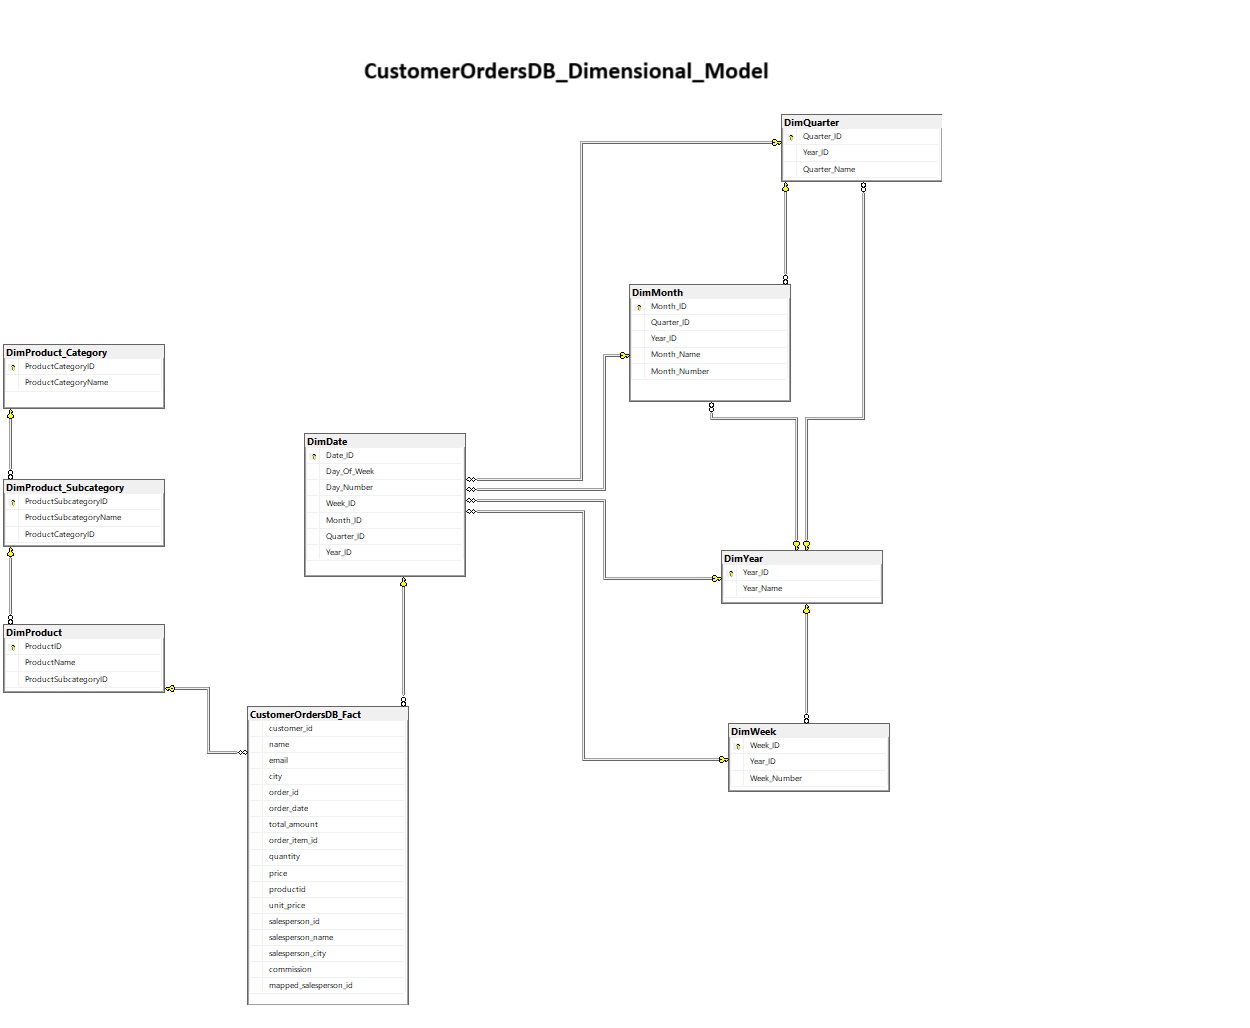 CustomerOrdersDB_Dimensional_Model
DimQuarter
Quarter_ID
Year_ID
Quarter_Name
DimMonth
Month_ID
Quarter_ID
Year_ID
Month_Name
Month_Number
DimProduct_Category
ProductCategoryID
ProductCategoryName
DimDate
Date_ID
Day_Of_Week
Day_Number
Week_ID
Month_ID
Quarter_ID
Year_ID
DimProduct_Subcategory
ProductSubcategoryID
ProductSubcategoryName
ProductCategoryID
DimYear
Year_ID
Year_Name
DimProduct
ProductID
ProductName
ProductSubcategoryID
CustomerOrdersDB_Fact
customer_id
name
email
city
order_id
order_date
total_amount
order_item_id
quantity
price
productid
unit_price
salesperson_id
salesperson_name
salesperson_city
commission
mapped_salesperson_id
DimWeek
Week_ID
Year_ID
Week_Number